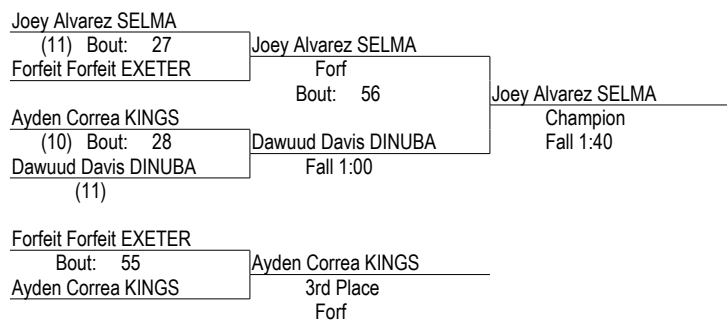 Joey Alvarez SELMA
(11) Bout: 27
Forfeit Forfeit EXETER
Joey Alvarez SELMA
Forf
Bout: 56
Ayden Correa KINGS
(10) Bout: 28
Dawuud Davis DINUBA
(11)
Dawuud Davis DINUBA
Fall 1:00
Joey Alvarez SELMA
Champion
Fall 1:40
Forfeit Forfeit EXETER
Bout: 55
Ayden Correa KINGS
Ayden Correa KINGS
3rd Place
Forf